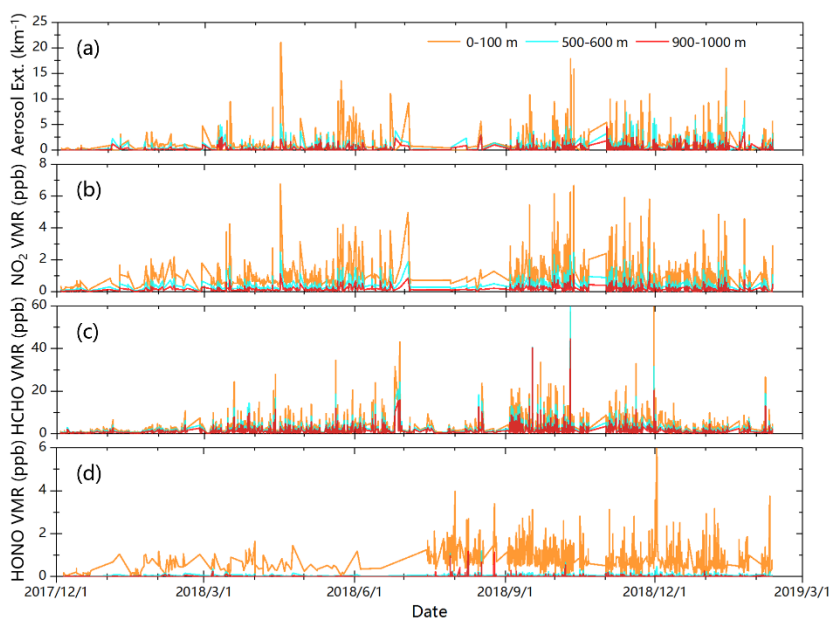 25
20
15
10
5
0
Aerosol Ext. (km⁻¹)
(a)
0-100 m
500-600 m
900-1000 m
8
6
4
2
0
NO₂ VMR (ppb)
(b)
60
40
20
0
HCHO VMR (ppb)
(c)
6
4
2
0
HONO VMR (ppb)
(d)
2017/12/1 2018/3/1 2018/6/1 2018/9/1 2018/12/1 2019/3/1
Date